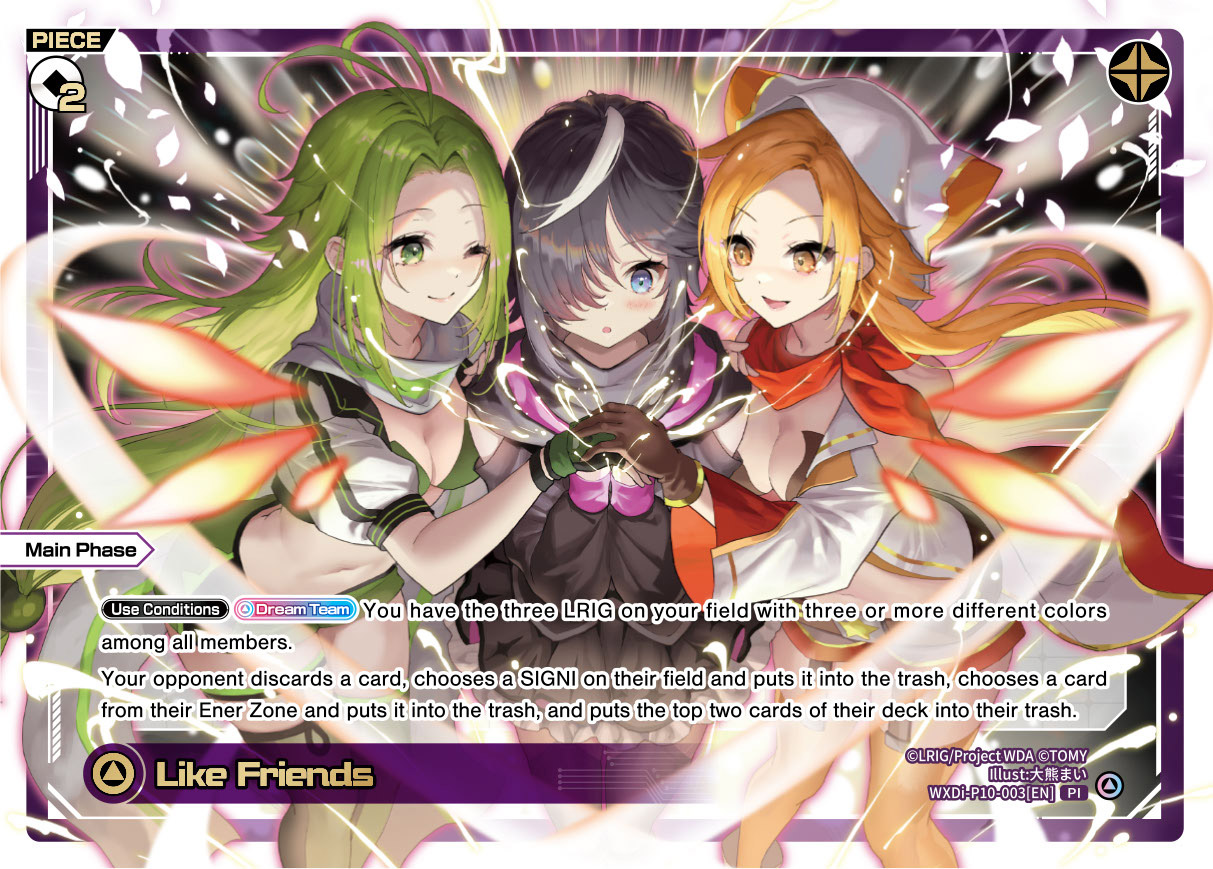 PIECE
2
Main Phase
Use Conditions Dream Team You have the three LRIG on your field with three or more different colors
among all members.
Your opponent discards a card, chooses a SIGNI on their field and puts it into the trash, chooses a card
from their Ener Zone and puts it into the trash, and puts the top two cards of their deck into their trash.
Like Friends
©LRIG/Project WDA ©TOMY
Illust:大熊まい
WXDi-P10-003[EN] PI